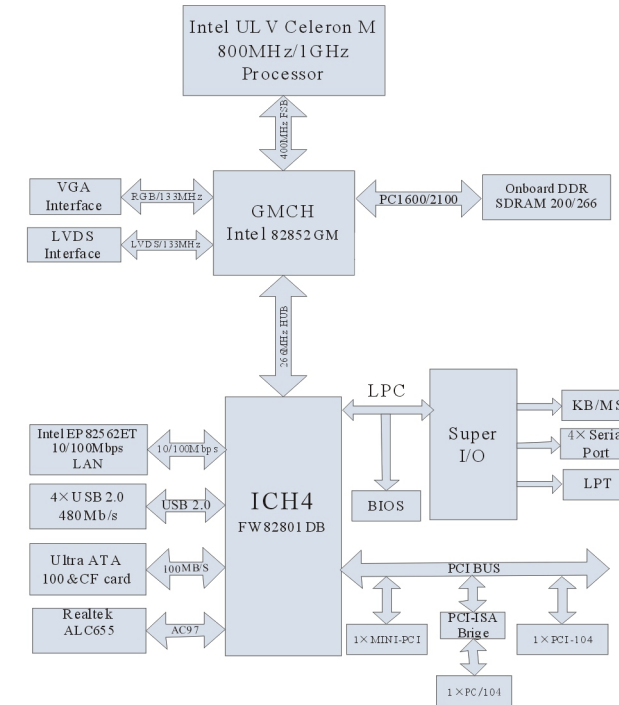 Intel UL V Celeron M
800MHz/1GHz
Processor
400MHz FSB
VGA
Interface
RGB/133MHz
LVDS
Interface
LVDS/133MHz
GMCH
Intel 82852 GM
PC1600/2100
Onboard DDR
SDRAM 200/266
266MHz HUB
LPC
Super
I/O
KB/MS
4×Serial
Port
LPT
BIOS
Intel EP 82562ET
10/100Mbps
LAN
10/100Mbps
4×USB 2.0
480Mb/s
USB 2.0
ICH4
FW82801DB
Ultra ATA
100&CF card
100MB/S
Realtek
ALC655
AC97
PCI BUS
1×MINI-PCI
PCI-ISA
Brige
1×PCI-104
1×PC/104